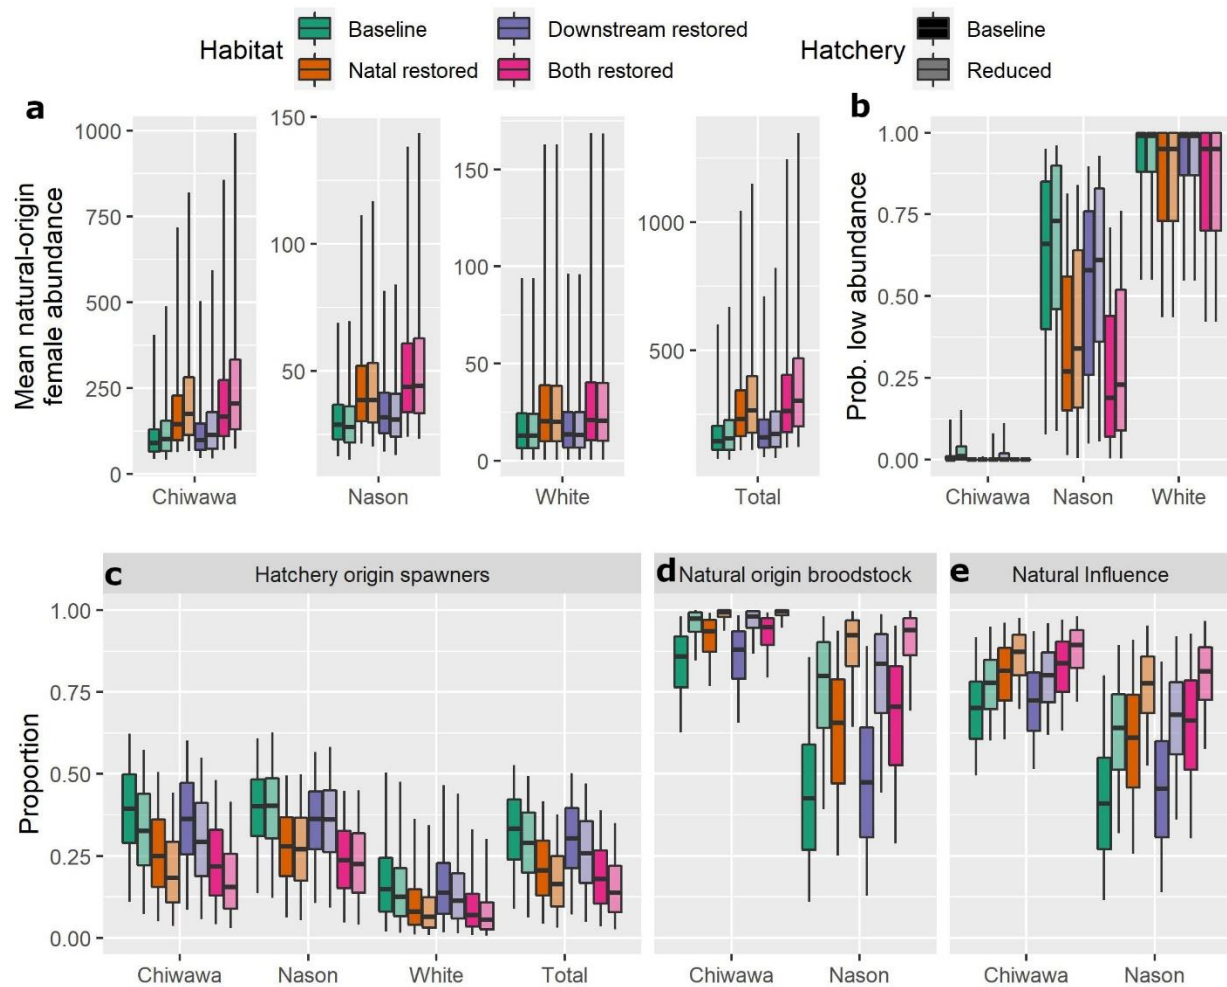 Habitat
Baseline
Natal restored
Downstream restored
Both restored
Hatchery
Baseline
Reduced
a
Mean natural-origin
female abundance
1000
750
500
250
0
Chiwawa
150
100
50
Nason
150
100
50
0
White
1000
500
Total
b
Prob. low abundance
1.00
0.75
0.50
0.25
0.00
Chiwawa
Nason
White
c
Hatchery origin spawners
Proportion
1.00
0.75
0.50
0.25
0.00
Chiwawa
Nason
White
Total
d
Natural origin broodstock
Chiwawa
Nason
e
Natural Influence
Chiwawa
Nason